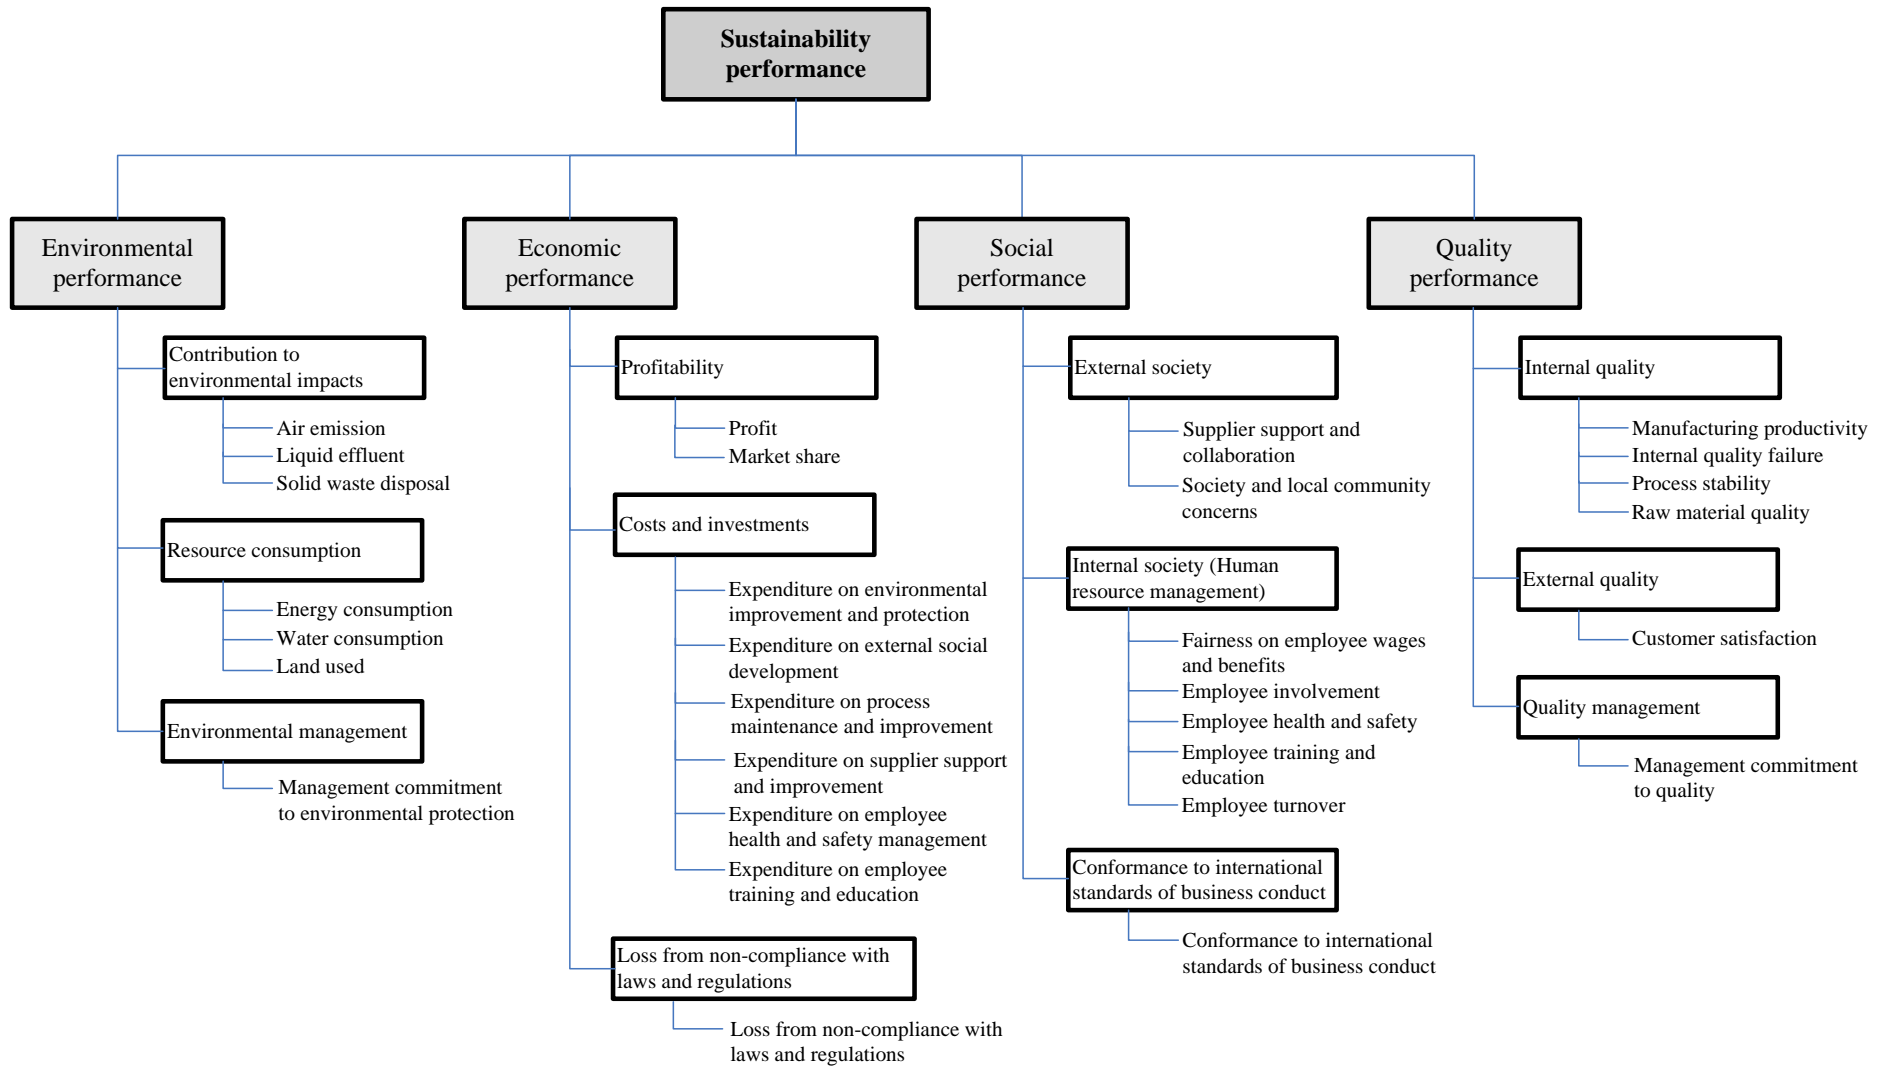 Sustainability
performance
Environmental
performance
Contribution to
environmental impacts
Air emission
Liquid effluent
Solid waste disposal
Resource consumption
Energy consumption
Water consumption
Land used
Environmental management
Management commitment
to environmental protection
Economic
performance
Profitability
Profit
Market share
Costs and investments
Expenditure on environmental
improvement and protection
Expenditure on external social
development
Expenditure on process
maintenance and improvement
Expenditure on supplier support
and improvement
Expenditure on employee
health and safety management
Expenditure on employee
training and education
Loss from non-compliance with
laws and regulations
Loss from non-compliance with
laws and regulations
Social
performance
External society
Supplier support and
collaboration
Society and local community
concerns
Internal society (Human
resource management)
Fairness on employee wages
and benefits
Employee involvement
Employee health and safety
Employee training and
education
Employee turnover
Conformance to international
standards of business conduct
Conformance to international
standards of business conduct
Quality
performance
Internal quality
Manufacturing productivity
Internal quality failure
Process stability
Raw material quality
External quality
Customer satisfaction
Quality management
Management commitment
to quality